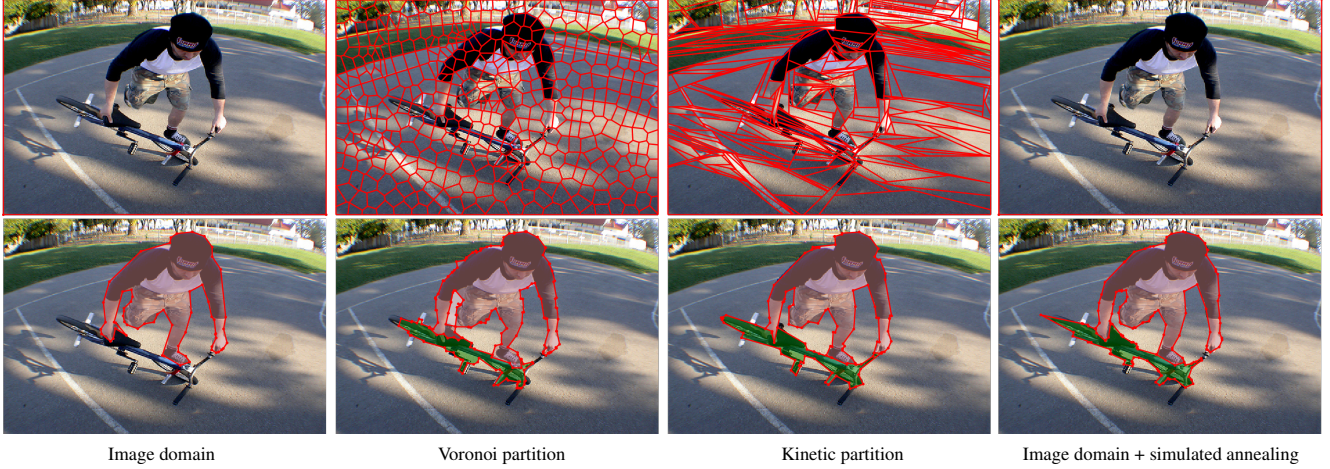 Image domain
Voronoi partition
Kinetic partition
Image domain + simulated annealing